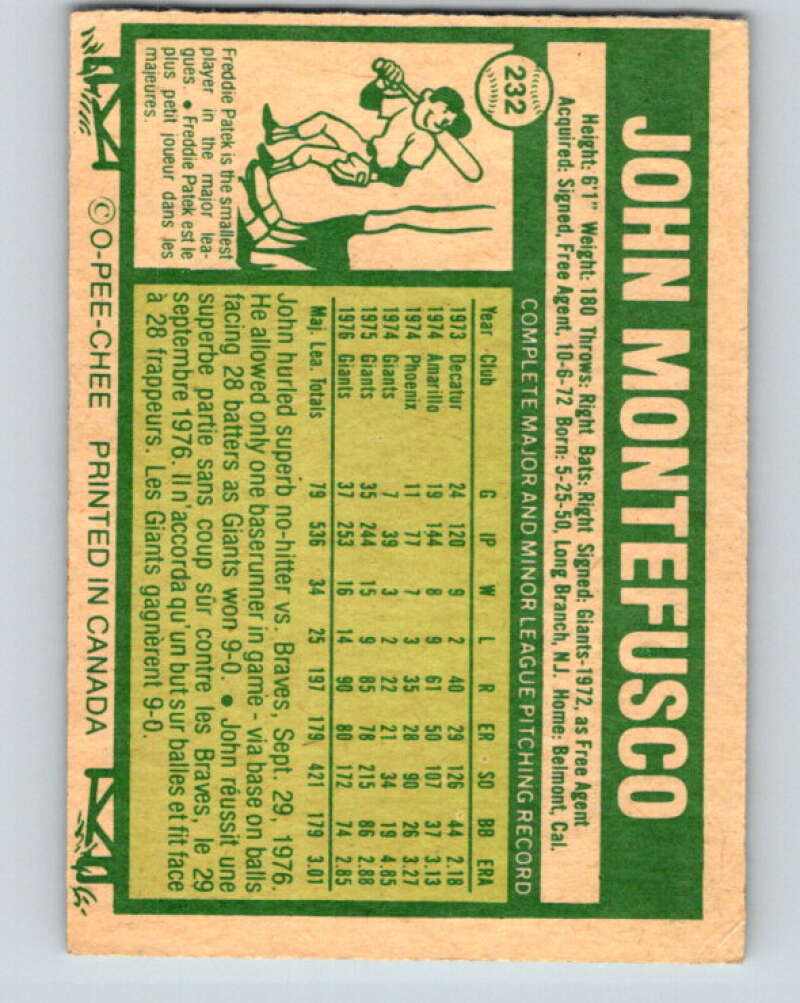 232
JOHN MONTEFUSCO
Height: 6'1" Weight: 180 Throws: Right Bats: Right Signed: Giants-1972, as Free Agent
Acquired: Signed, Free Agent, 10-6-72 Born: 5-25-50, Long Branch, N.J. Home: Belmont, Cal.
COMPLETE MAJOR AND MINOR LEAGUE PITCHING RECORD
Year Club G IP W L R ER SO BB ERA
1973 Decatur 24 120 9 2 40 29 126 44 2.18
1974 Amarillo 19 144 8 9 61 50 107 37 3.13
1974 Phoenix 11 77 7 3 35 28 90 26 3.27
1974 Giants 7 39 3 2 22 21 34 19 4.85
1975 Giants 35 244 15 9 85 78 215 86 2.88
1976 Giants 37 253 16 14 90 80 172 74 2.85
Maj. Lea. Totals 79 536 34 25 197 179 421 179 3.01
John hurled superb no-hitter vs. Braves, Sept. 29, 1976.
He allowed only one baserunner in game - via base on balls
facing 28 batters as Giants won 9-0. • John réussit une
superbe partie sans coup sûr contre les Braves, le 29
septembre 1976. Il n'accorda qu'un but sur balles et fit face
à 28 frappeurs. Les Giants gagnèrent 9-0.
Freddie Patek is the smallest
player in the major lea-
gues. • Freddie Patek est le
plus petit joueur dans les
majeures.
© O-PEE-CHEE PRINTED IN CANADA